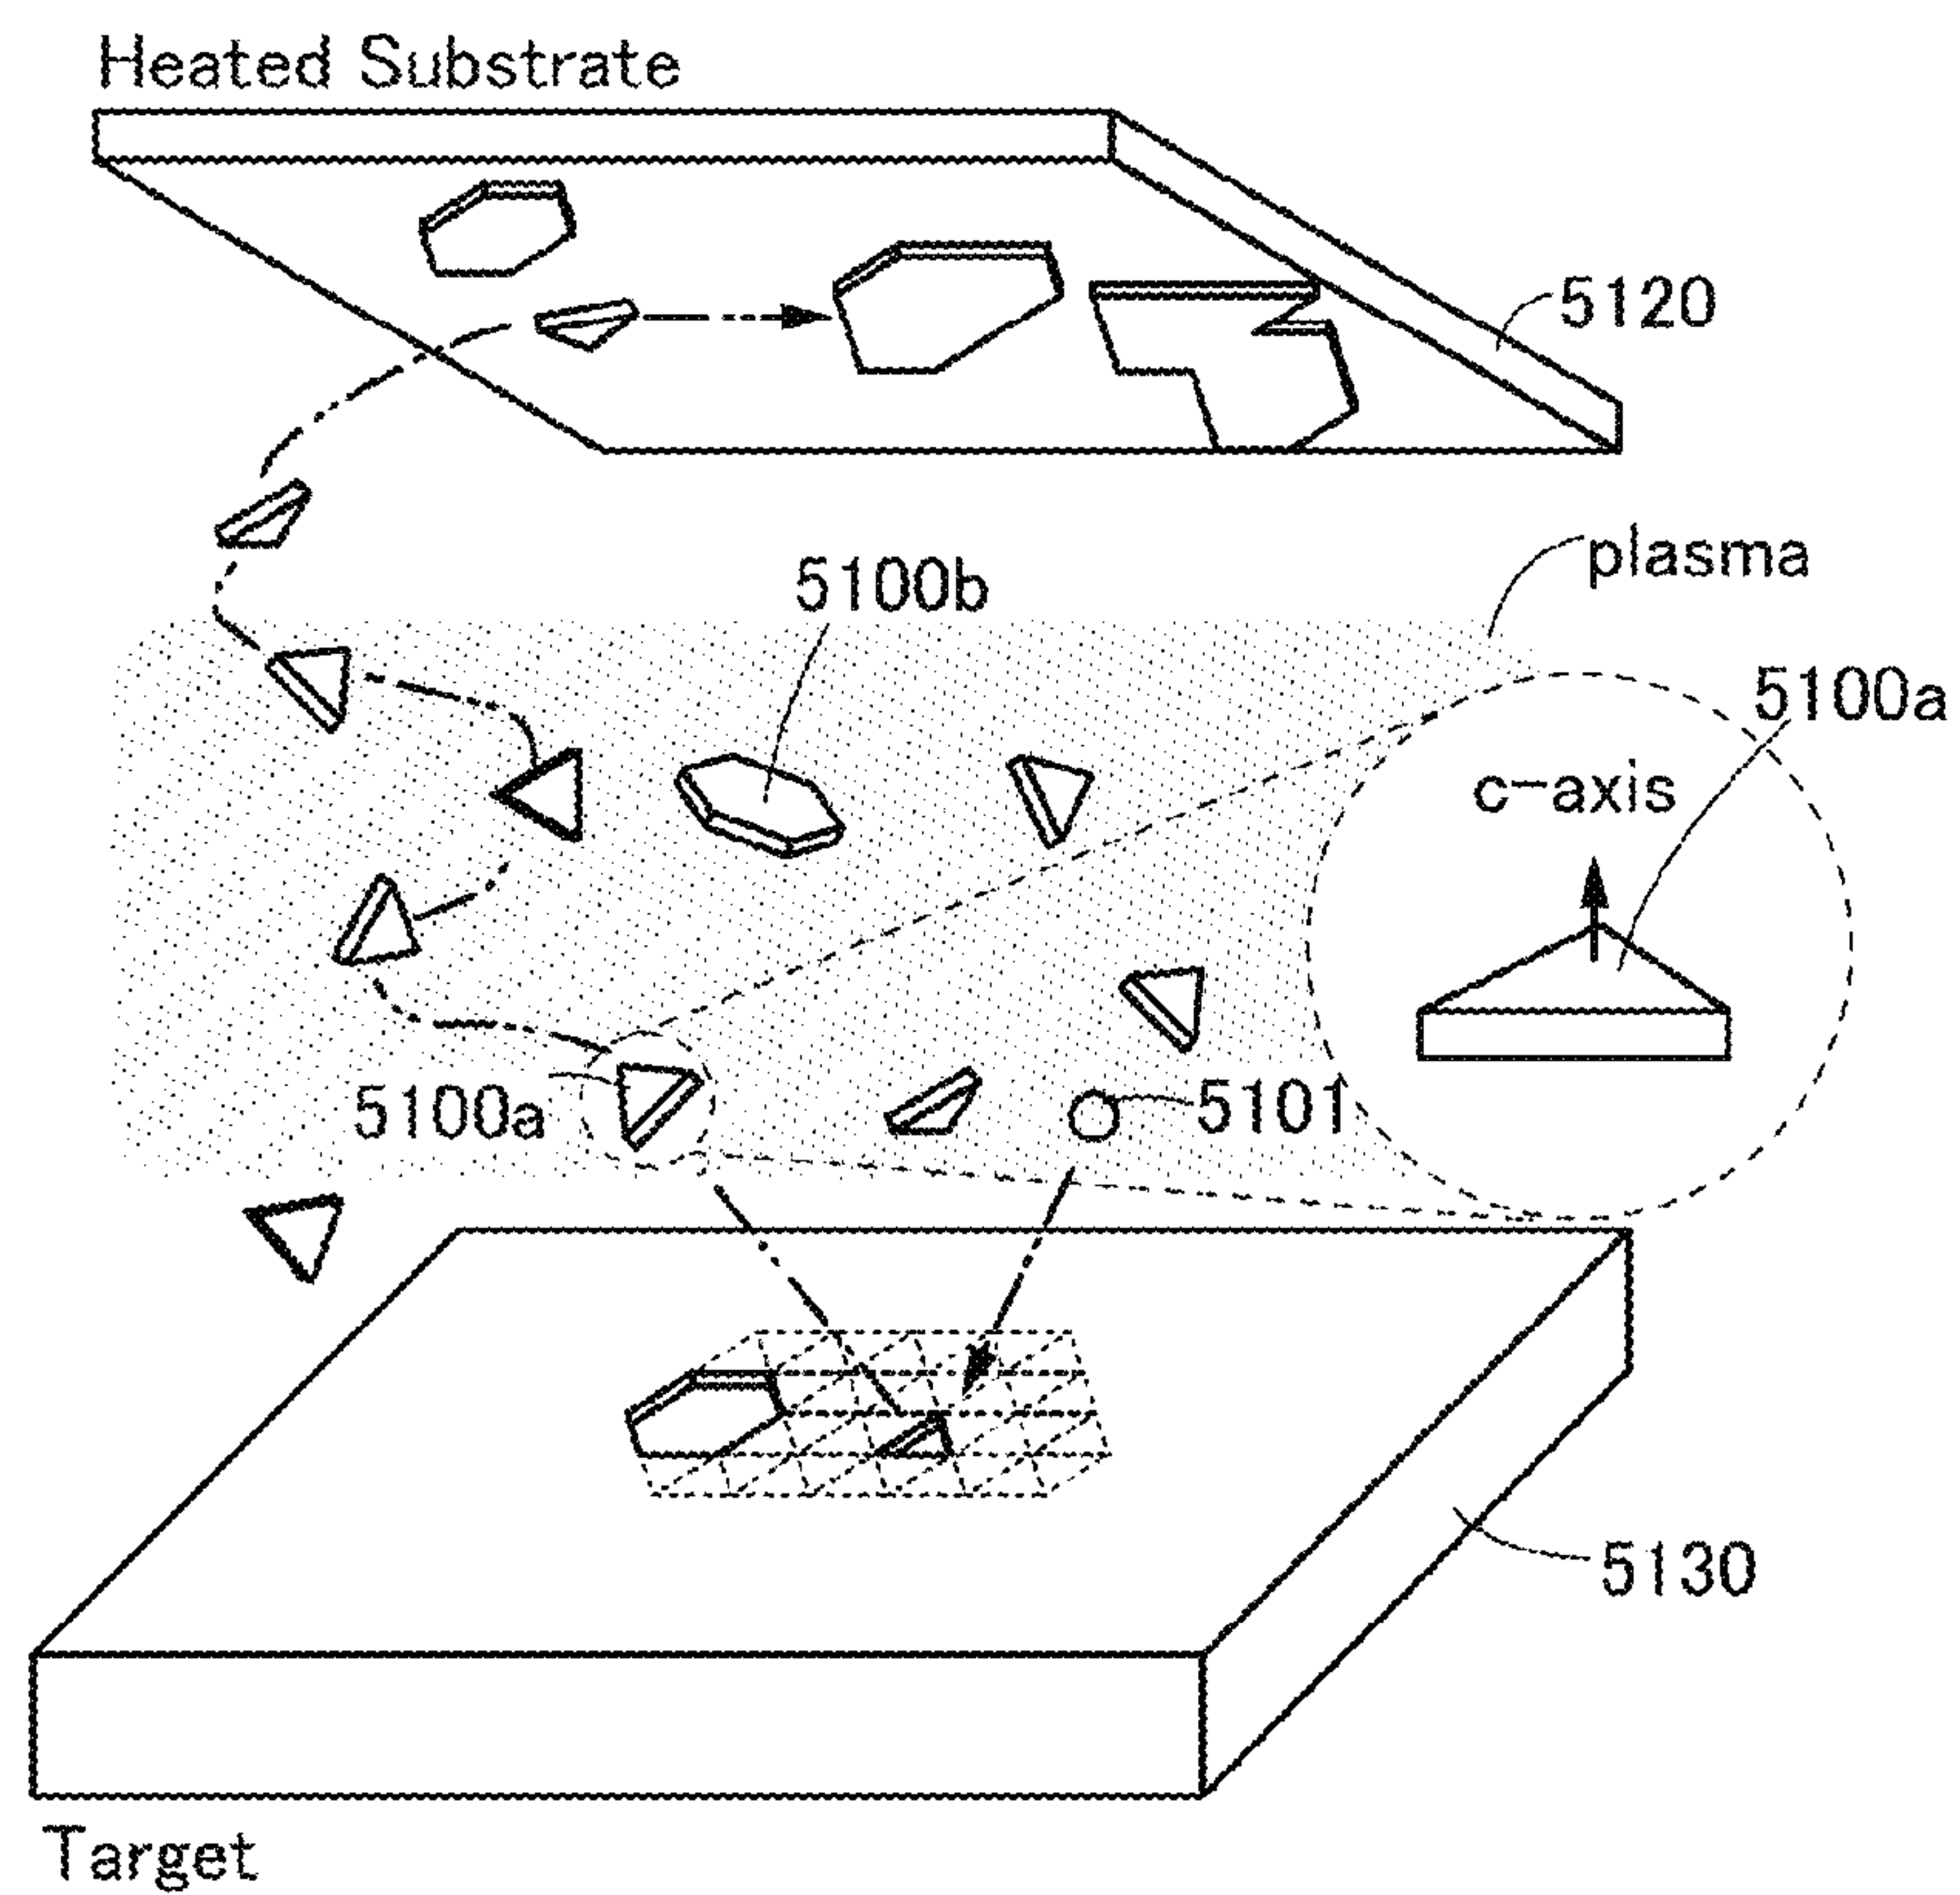 Heated Substrate
5120
plasma
5100b
5100a
c-axis
5100a
5101
5130
Target